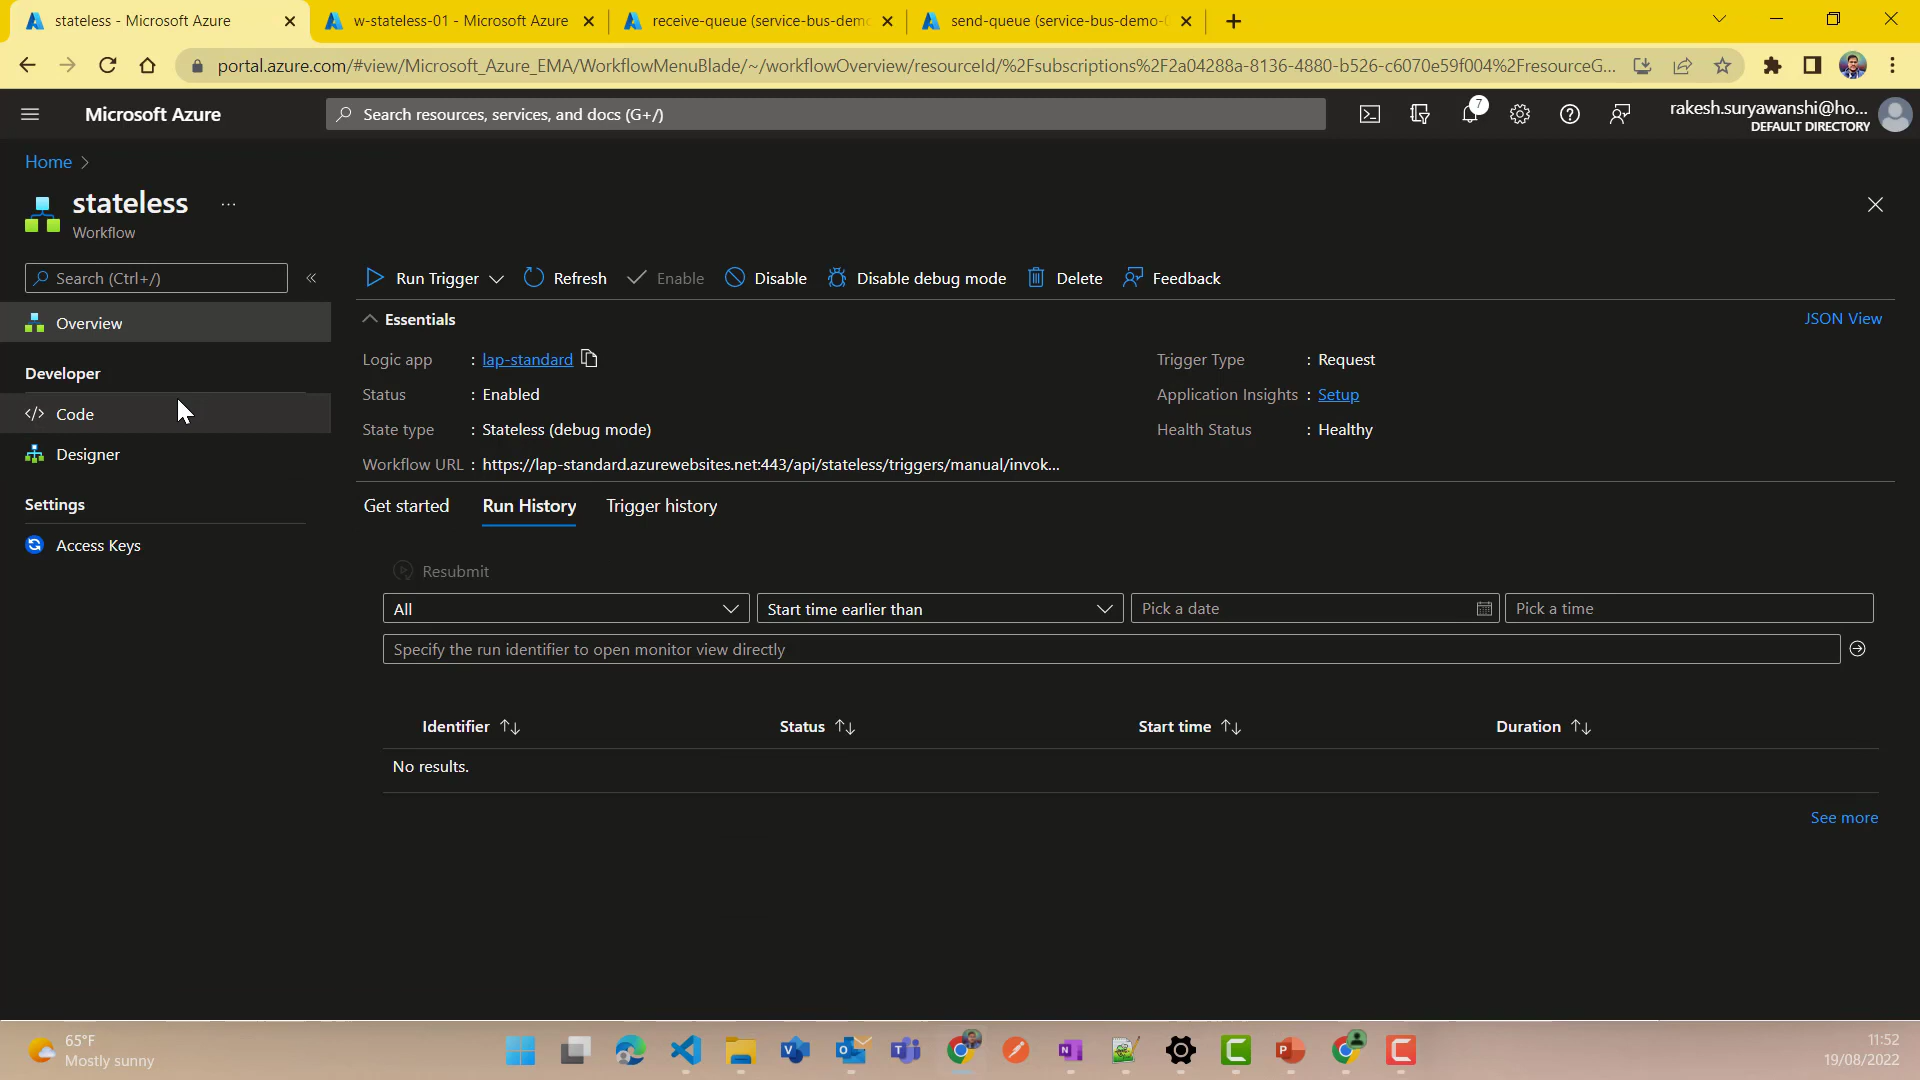 stateless - Microsoft Azure
w-stateless-01 - Microsoft Azure
receive-queue (service-bus-dem
send-queue (service-bus-demo-
portal.azure.com/#view/Microsoft_Azure_EMA/WorkflowMenuBlade/~/workflowOverview/resourceId/%2Fsubscriptions%2F2a04288a-8136-4880-b526-c6070e59f004%2FresourceG...
Microsoft Azure
Search resources, services, and docs (G+/)
7
rakesh.suryawanshi@ho...
DEFAULT DIRECTORY
Home
stateless
...
Workflow
Search (Ctrl+/)
Overview
Developer
Code
Designer
Settings
Access Keys
Run Trigger
Refresh
Enable
Disable
Disable debug mode
Delete
Feedback
Essentials
JSON View
Logic app : lap-standard
Status : Enabled
State type : Stateless (debug mode)
Workflow URL : https://lap-standard.azurewebsites.net:443/api/stateless/triggers/manual/invok...
Trigger Type : Request
Application Insights : Setup
Health Status : Healthy
Get started
Run History
Trigger history
Resubmit
All
Start time earlier than
Pick a date
Pick a time
Specify the run identifier to open monitor view directly
Identifier
Status
Start time
Duration
No results.
See more
65°F
Mostly sunny
11:52
19/08/2022